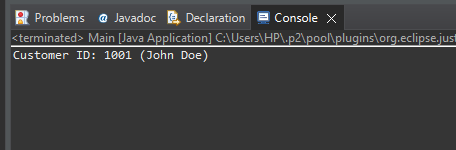 Problems Javadoc Declaration Console
<terminated> Main [Java Application] C:\Users\HP\.p2\pool\plugins\org.eclipse.just
Customer ID: 1001 (John Doe)